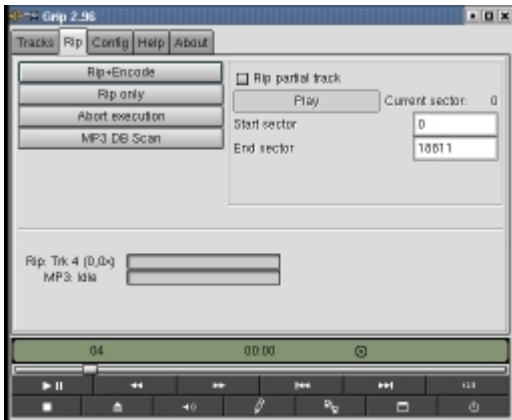 Grip 2.96
Tracks Rip Config Help About
Rip+Encode
Rip only
Abort execution
MP3 DB Scan
Rip partial track
Play Current sector: 0
Start sector 0
End sector 18811
Rip: Trk 4 (0,0x)
MP3: Idle
04 00:00
123